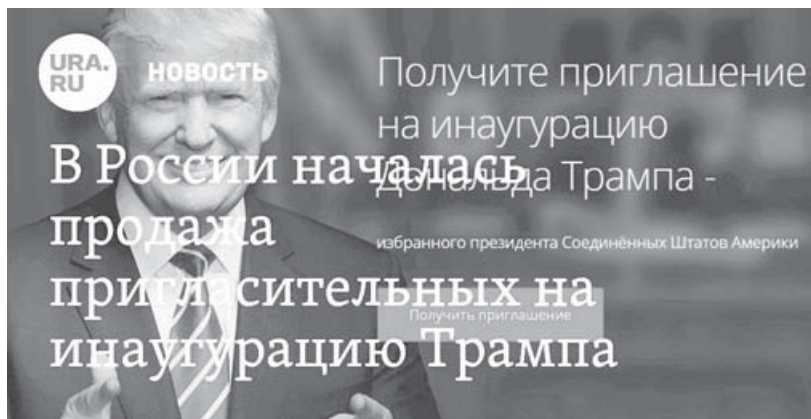 URA.
RU
НОВОСТЬ
В России началась
продажа
пригласительных на
инаугурацию Трампа
Получите приглашение
на инаугурацию
Дональда Трампа -
избранного президента Соединённых Штатов Америки
Получить приглашение